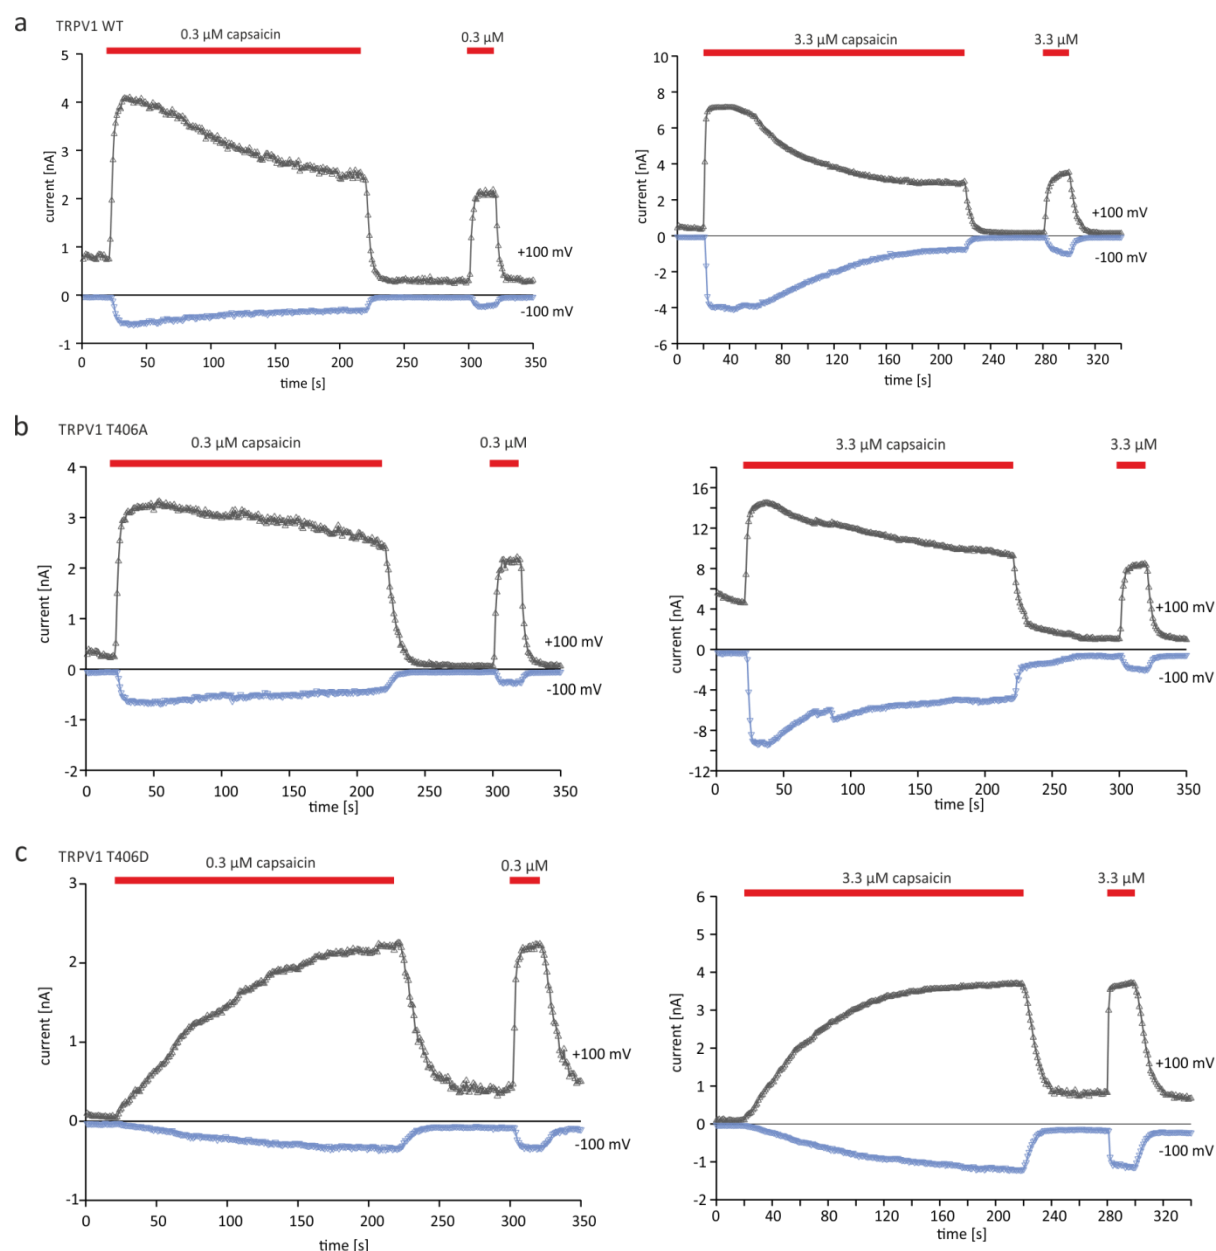 a
TRPV1 WT
0.3 µM capsaicin
0.3 µM
5
4
3
2
1
0
-1
current [nA]
+100 mV
-100 mV
0 50 100 150 200 250 300 350
time [s]
3.3 µM capsaicin
3.3 µM
10
8
6
4
2
0
-2
-4
-6
current [nA]
+100 mV
-100 mV
0 40 80 120 160 200 240 280 320
time [s]
b
TRPV1 T406A
0.3 µM capsaicin
0.3 µM
4
3
2
1
0
-1
-2
current [nA]
+100 mV
-100 mV
0 50 100 150 200 250 300 350
time [s]
3.3 µM capsaicin
3.3 µM
16
12
8
4
0
-4
-8
-12
current [nA]
+100 mV
-100 mV
0 50 100 150 200 250 300 350
time [s]
c
TRPV1 T406D
0.3 µM capsaicin
0.3 µM
3
2
1
0
-1
current [nA]
+100 mV
-100 mV
0 50 100 150 200 250 300 350
time [s]
3.3 µM capsaicin
3.3 µM
6
5
4
3
2
1
0
-1
-2
current [nA]
+100 mV
-100 mV
0 40 80 120 160 200 240 280 320
time [s]